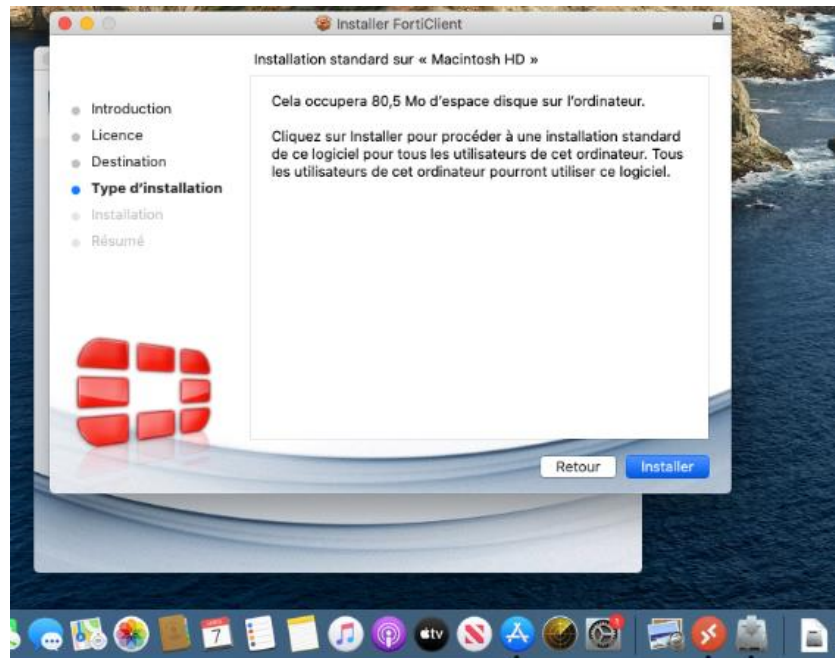 Installer FortiClient
Installation standard sur « Macintosh HD »
Introduction
Licence
Destination
Type d'installation
Installation
Résumé
Cela occupera 80,5 Mo d'espace disque sur l'ordinateur.
Cliquez sur Installer pour procéder à une installation standard
de ce logiciel pour tous les utilisateurs de cet ordinateur. Tous
les utilisateurs de cet ordinateur pourront utiliser ce logiciel.
Retour
Installer
7
tv